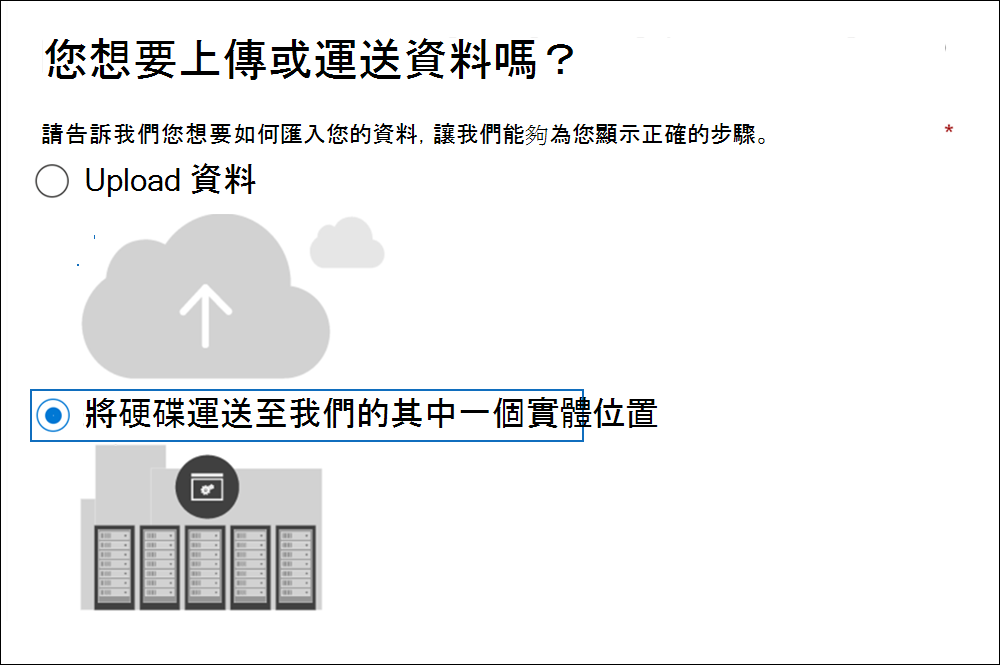 您想要上傳或運送資料嗎？
請告訴我們您想要如何匯入您的資料, 讓我們能夠為您顯示正確的步驟。 *
Upload 資料
將硬碟運送至我們的其中一個實體位置